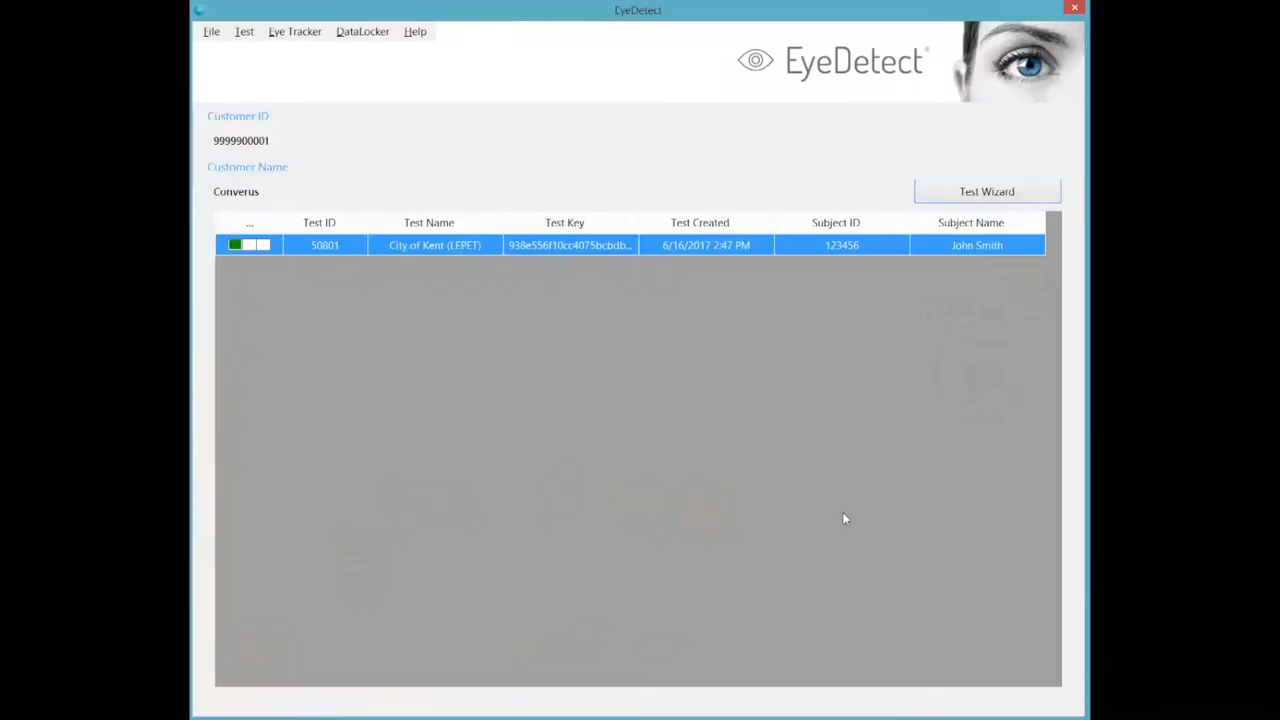 EyeDetect
File Test Eye Tracker DataLocker Help
EyeDetect®
Customer ID
9999900001
Customer Name
Converus
Test Wizard
... Test ID Test Name Test Key Test Created Subject ID Subject Name
50801 City of Kent (LEPET) 938e556f10cc4075bcbdb... 6/16/2017 2:47 PM 123456 John Smith